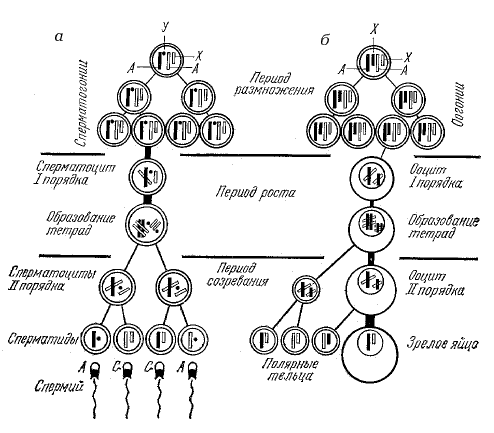 а
У
Х
А
А
Сперматогонии
б
Х
Х
А
А
Оогонии
Период
размножения
Сперматоцит
I порядка
Период роста
Ооцит
I порядка
Образование
тетрад
Образование
тетрад
Сперматоциты
II порядка
Период
созревания
Ооцит
II порядка
Сперматиды
Полярные
тельца
Зрелое яйцо
А
С
С
А
Спермий